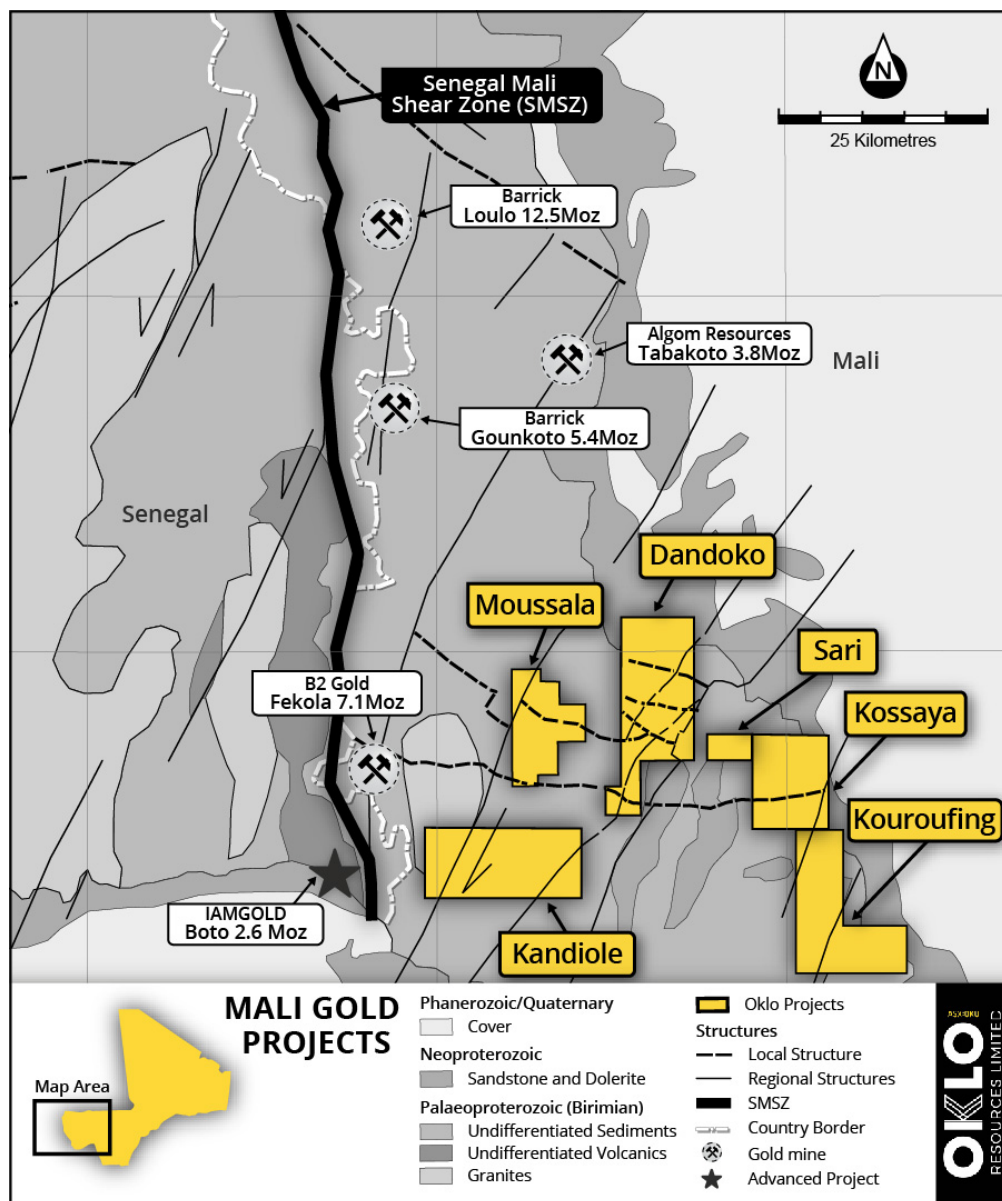 Senegal Mali
Shear Zone (SMSZ)
N
25 Kilometres
Barrick
Loulo 12.5Moz
Algom Resources
Tabakoto 3.8Moz
Mali
Barrick
Gounkoto 5.4Moz
Senegal
Dandoko
Moussala
Sari
B2 Gold
Fekola 7.1Moz
Kossaya
Kouroufing
IAMGOLD
Boto 2.6 Moz
Kandiole
MALI GOLD
PROJECTS
Map Area
Phanerozoic/Quaternary
Cover
Neoproterozoic
Sandstone and Dolerite
Palaeoproterozoic (Birimian)
Undifferentiated Sediments
Undifferentiated Volcanics
Granites
Oklo Projects
Structures
Local Structure
Regional Structures
SMSZ
Country Border
Gold mine
Advanced Project
ASX:OKU
OKLO
RESOURCES LIMITED